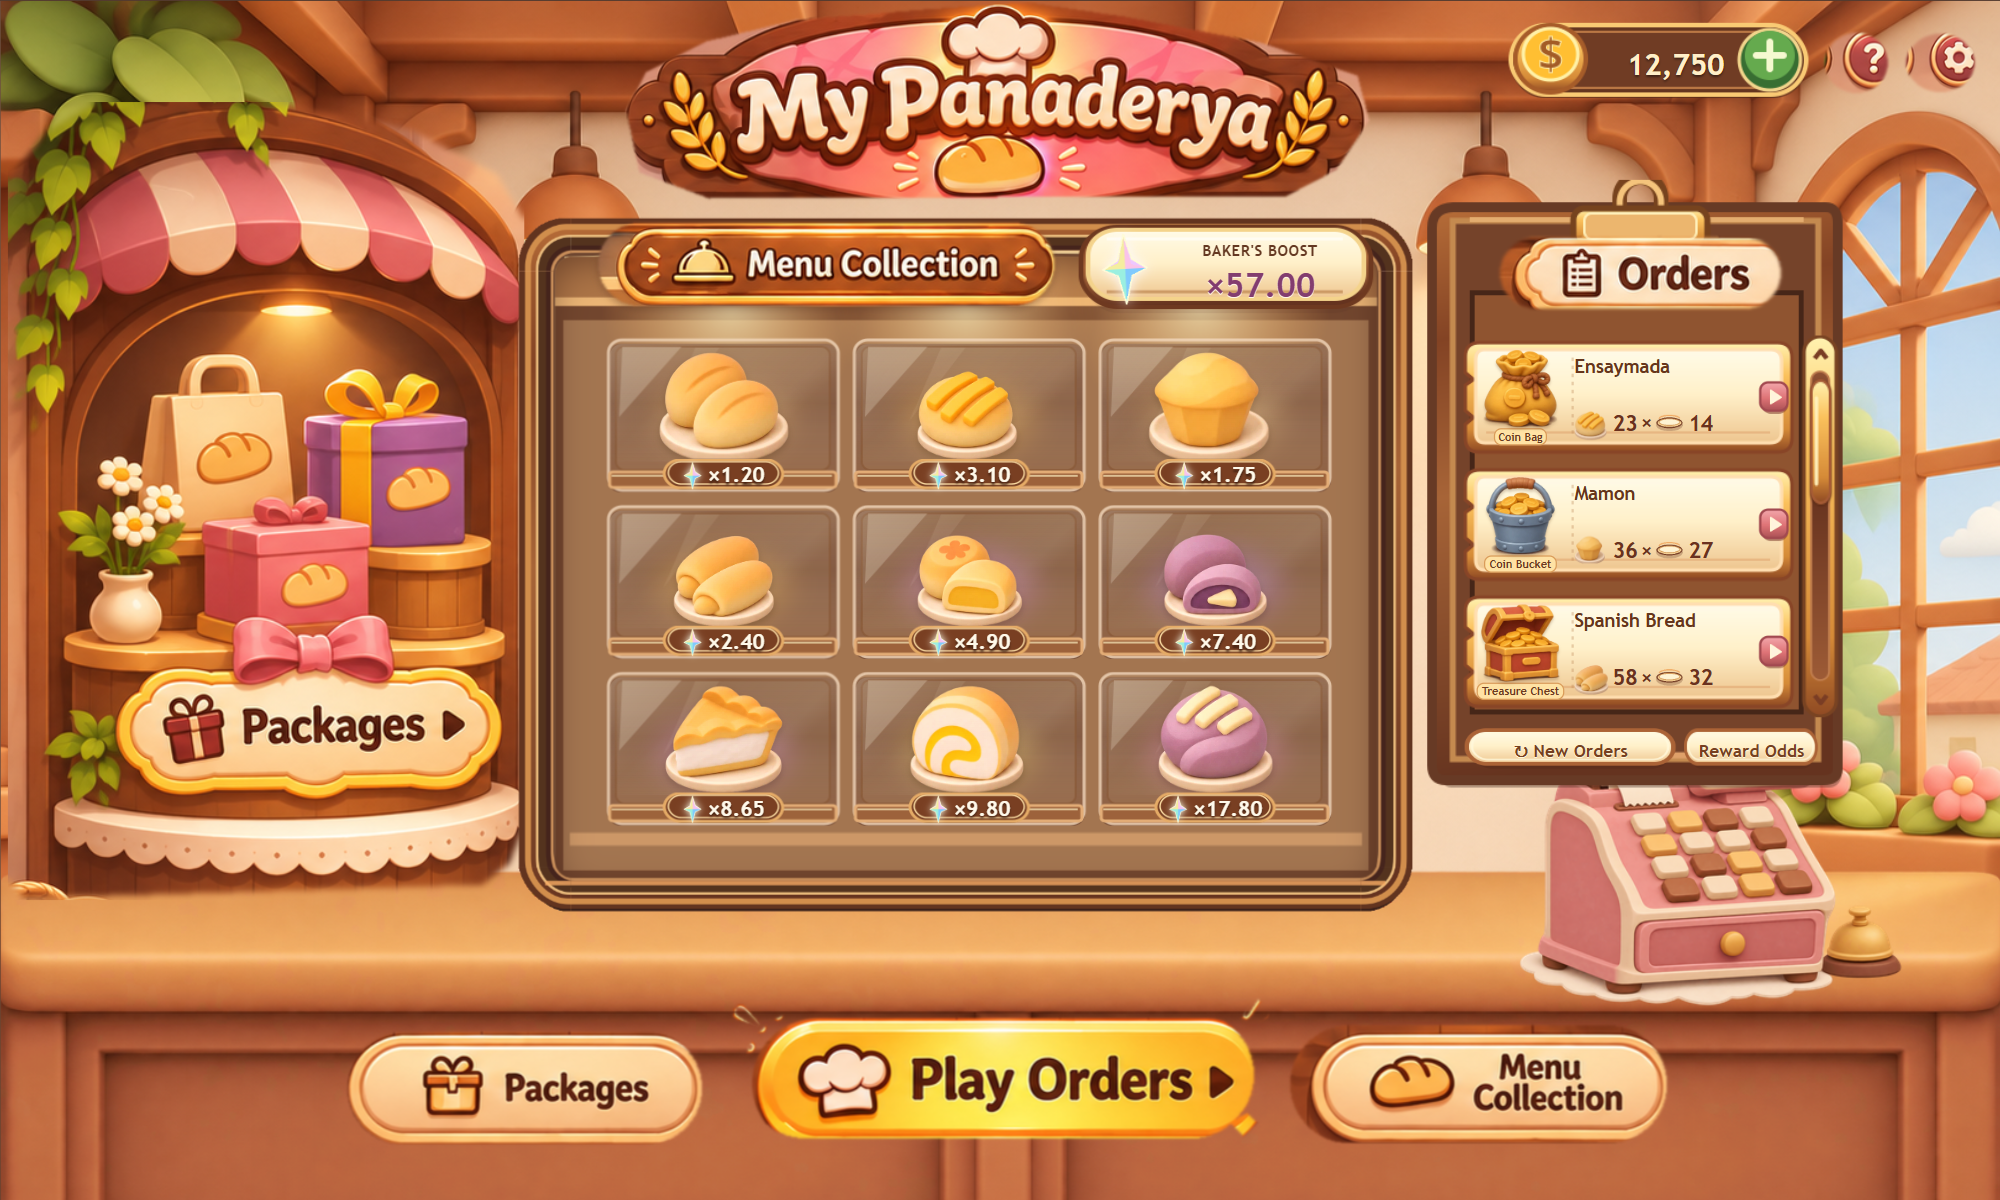 My Panaderya
$ 12,750 +
?
Menu Collection
BAKER'S BOOST
×57.00
×1.20
×3.10
×1.75
×2.40
×4.90
×7.40
×8.65
×9.80
×17.80
Packages
Orders
Ensaymada
23 × 14
Coin Bag
Mamon
36 × 27
Coin Bucket
Spanish Bread
58 × 32
Treasure Chest
↻ New Orders
Reward Odds
Packages
Play Orders
Menu
Collection